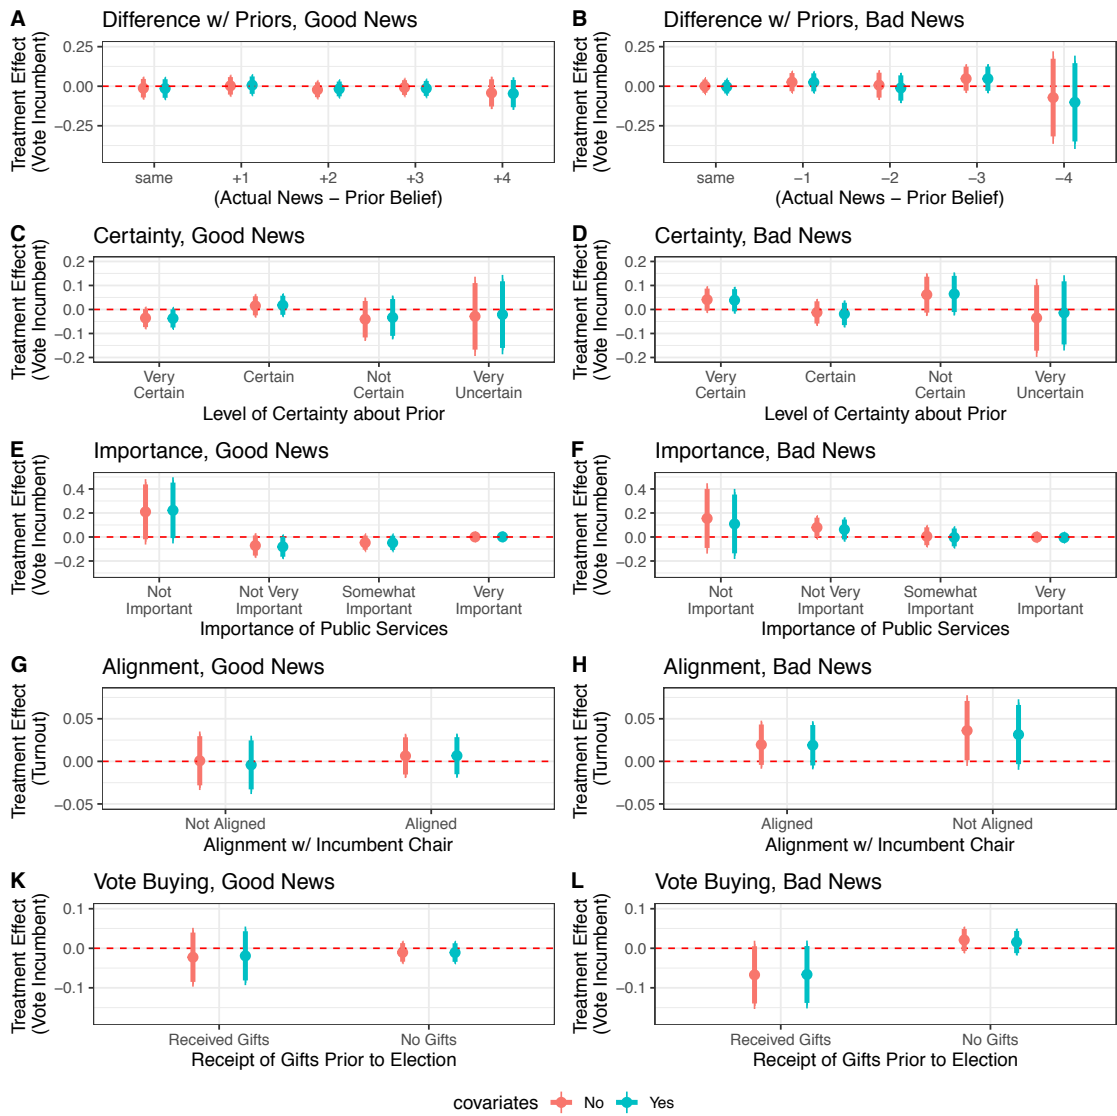 A Difference w/ Priors, Good News
Treatment Effect
(Vote Incumbent)
0.25
0.00
−0.25
same +1 +2 +3 +4
(Actual News − Prior Belief)
B Difference w/ Priors, Bad News
Treatment Effect
(Vote Incumbent)
0.25
0.00
−0.25
same −1 −2 −3 −4
(Actual News − Prior Belief)
C Certainty, Good News
Treatment Effect
(Vote Incumbent)
0.2
0.1
0.0
−0.1
−0.2
Very Certain Not Very
Certain Certain Uncertain
Level of Certainty about Prior
D Certainty, Bad News
Treatment Effect
(Vote Incumbent)
0.2
0.1
0.0
−0.1
−0.2
Very Certain Not Very
Certain Certain Uncertain
Level of Certainty about Prior
E Importance, Good News
Treatment Effect
(Vote Incumbent)
0.4
0.2
0.0
−0.2
Not Not Very Somewhat Very
Important Important Important Important
Importance of Public Services
F Importance, Bad News
Treatment Effect
(Vote Incumbent)
0.4
0.2
0.0
−0.2
Not Not Very Somewhat Very
Important Important Important Important
Importance of Public Services
G Alignment, Good News
Treatment Effect
(Turnout)
0.05
0.00
−0.05
Not Aligned Aligned
Alignment w/ Incumbent Chair
H Alignment, Bad News
Treatment Effect
(Turnout)
0.05
0.00
−0.05
Aligned Not Aligned
Alignment w/ Incumbent Chair
K Vote Buying, Good News
Treatment Effect
(Vote Incumbent)
0.1
0.0
−0.1
Received Gifts No Gifts
Receipt of Gifts Prior to Election
L Vote Buying, Bad News
Treatment Effect
(Vote Incumbent)
0.1
0.0
−0.1
Received Gifts No Gifts
Receipt of Gifts Prior to Election
covariates No Yes